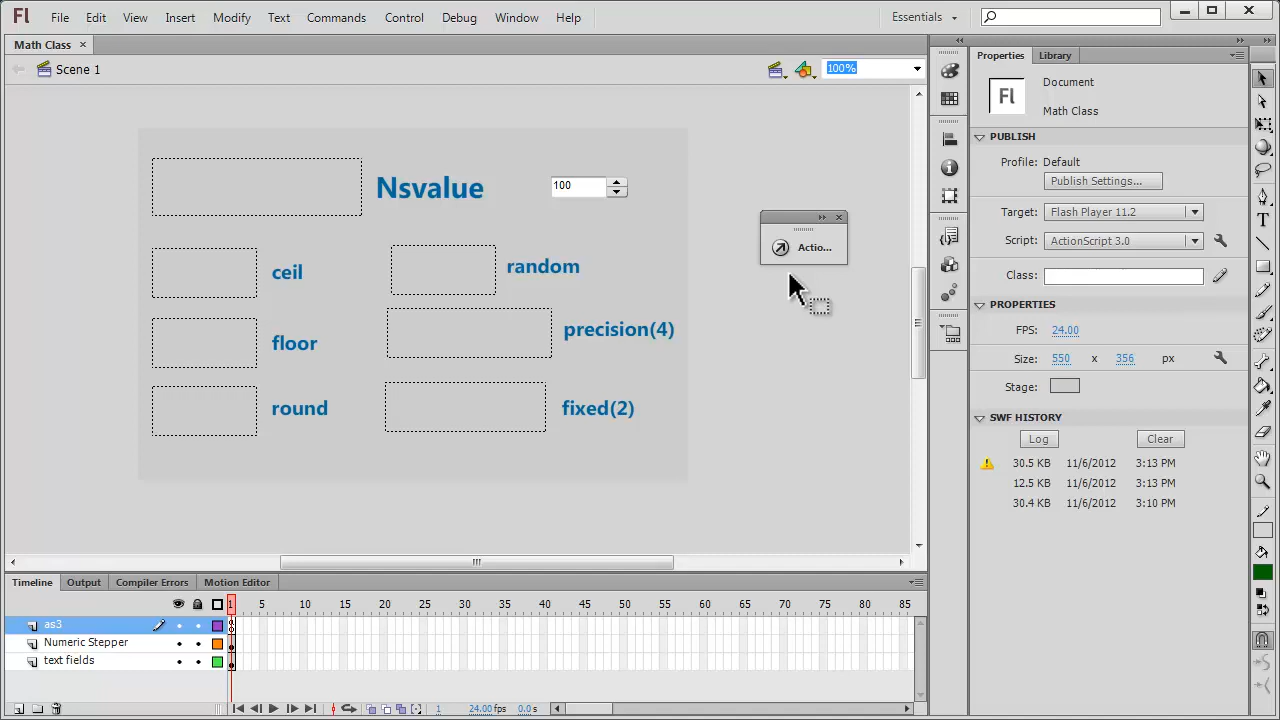 Fl File Edit View Insert Modify Text Commands Control Debug Window Help Essentials
Math Class ×
Scene 1 100%
Properties Library
Fl Document
Math Class
PUBLISH
Profile: Default
Publish Settings...
Target: Flash Player 11.2
Script: ActionScript 3.0
Class:
PROPERTIES
FPS: 24.00
Size: 550 x 356 px
Stage:
SWF HISTORY
Log Clear
30.5 KB 11/6/2012 3:13 PM
12.5 KB 11/6/2012 3:13 PM
30.4 KB 11/6/2012 3:10 PM
Nsvalue 100
Actio...
ceil random
floor precision(4)
round fixed(2)
Timeline Output Compiler Errors Motion Editor
1 5 10 15 20 25 30 35 40 45 50 55 60 65 70 75 80 85
as3
Numeric Stepper
text fields
1 24.00 fps 0.0 s